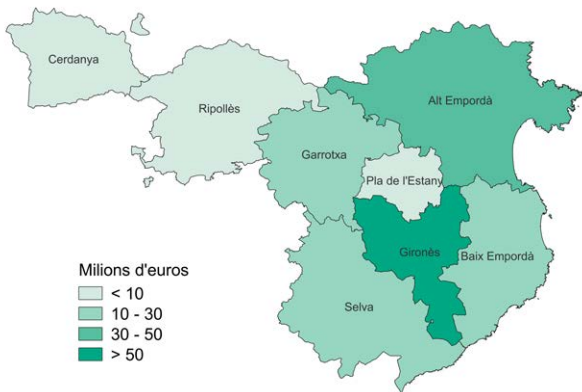 Cerdanya
Ripollès
Alt Empordà
Garrotxa
Pla de l'Estany
Gironès
Baix Empordà
Selva
Milions d'euros
< 10
10 - 30
30 - 50
> 50